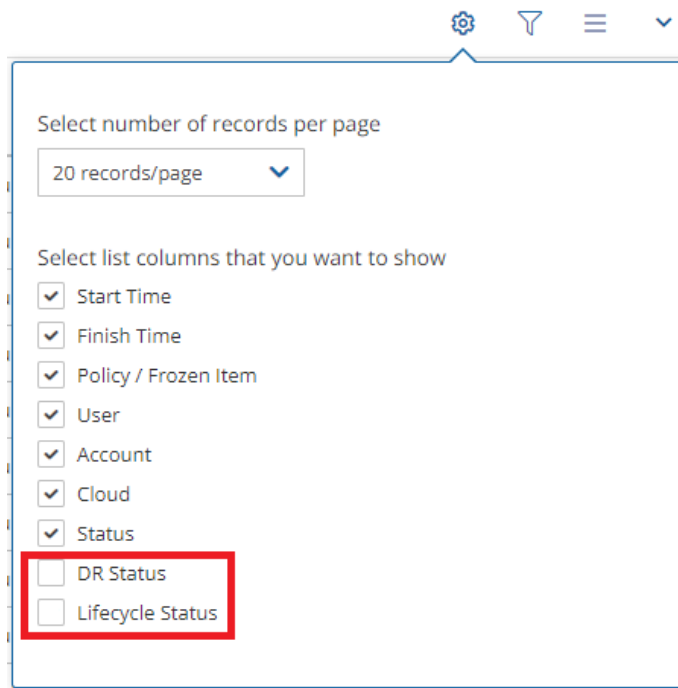 Select number of records per page
20 records/page
Select list columns that you want to show
Start Time
Finish Time
Policy / Frozen Item
User
Account
Cloud
Status
DR Status
Lifecycle Status